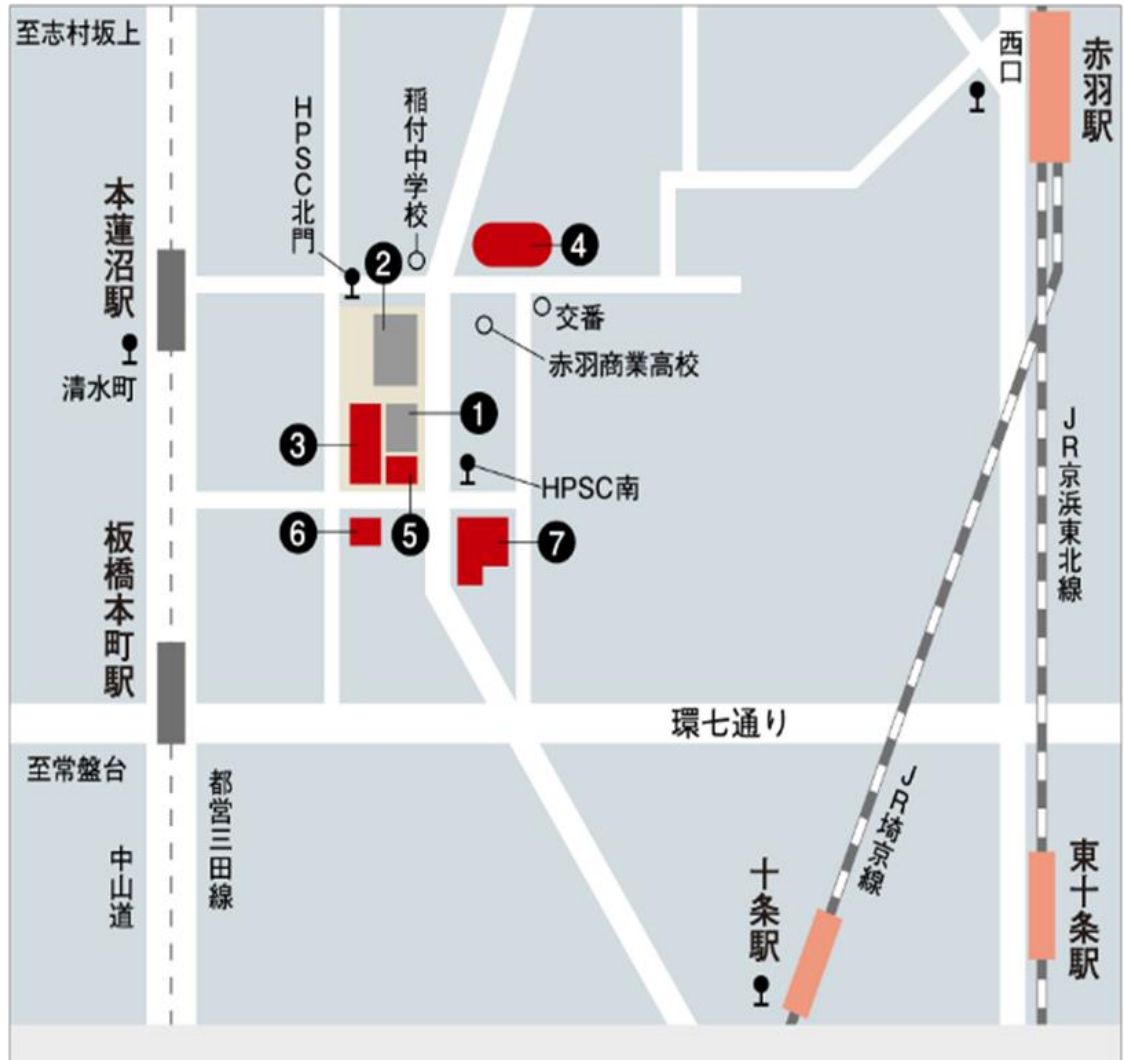 至志村坂上
西口
赤羽駅
HPSC北門
稲付中学校
本蓮沼駅
2
4
交番
赤羽商業高校
清水町
1
3
JR京浜東北線
HPSC南
板橋本町駅
6
5
7
環七通り
至常盤台
都営三田線
JR埼京線
中山道
十条駅
東十条駅